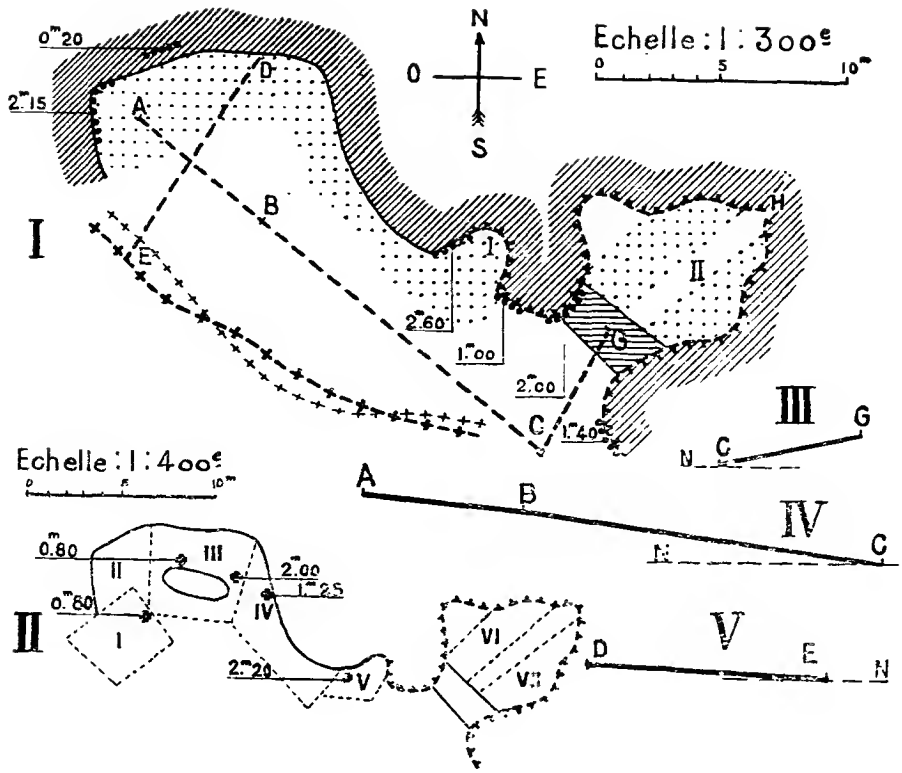 N
Echelle : 1 : 300e
0 5 10m
O E
S
0m20
2m15
A
D
B
E
I
I
H
II
G
2m60
1m00
2m00
C
1m40
III
C G
N
Echelle : 1 : 400e
0 5 10m
A
B
IV
N
C
0m80
II
III
2m00
1m25
IV
0m80
I
II
2m20
V
VI
VII
V
D
E
N